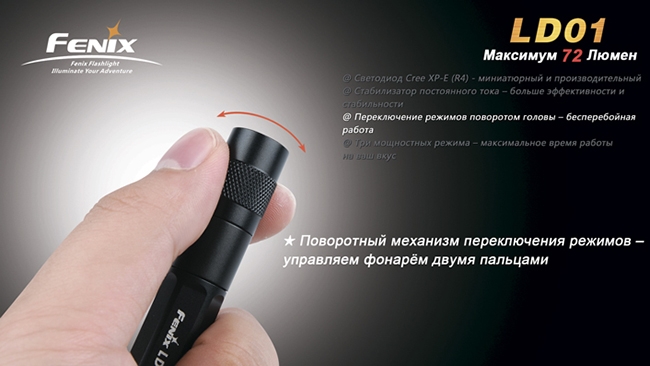 FENIX
Fenix Flashlight
Illuminate Your Adventure
LD01
Максимум 72 Люмен
@ Светодиод Cree XP-E (R4) - миниатюрный и производительный
@ Стабилизатор постоянного тока – больше эффективности и
стабильности
@ Переключение режимов поворотом головы – бесперебойная
работа
@ Три мощностных режима – максимальное время работы
на ваш вкус
★ Поворотный механизм переключения режимов –
управляем фонарём двумя пальцами
FENIX LD